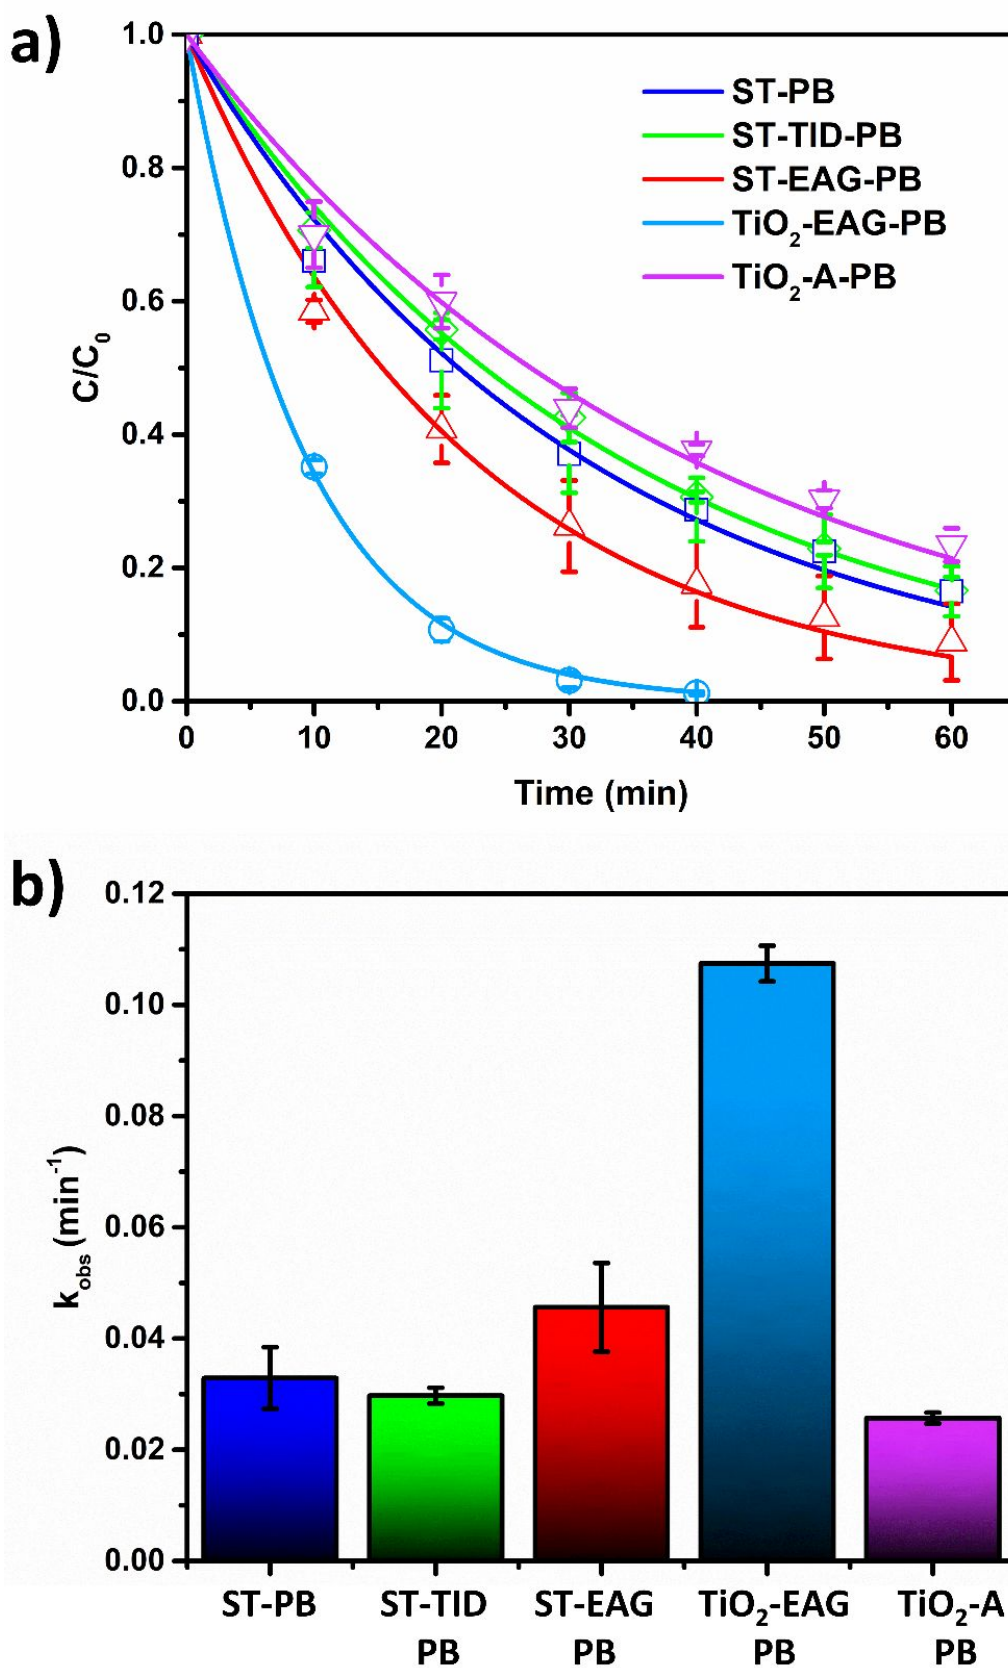 a)
1.0
0.8
0.6
0.4
0.2
0.0
C/C₀
ST-PB
ST-TID-PB
ST-EAG-PB
TiO₂-EAG-PB
TiO₂-A-PB
0 10 20 30 40 50 60
Time (min)
b)
0.12
0.10
0.08
0.06
0.04
0.02
0.00
k_obs (min⁻¹)
ST-PB ST-TID ST-EAG TiO₂-EAG TiO₂-A
PB PB PB PB